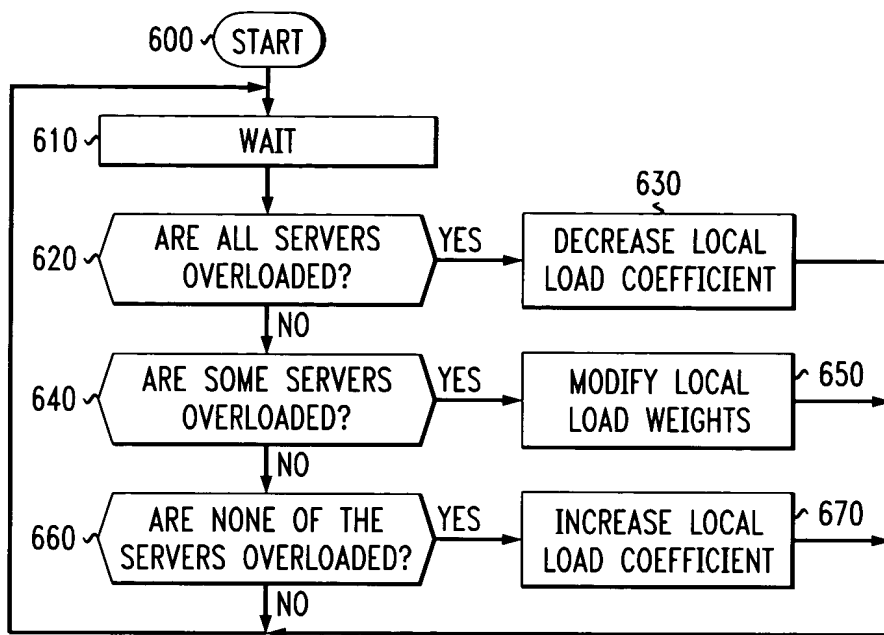 600
START
610
WAIT
630
620
ARE ALL SERVERS
OVERLOADED?
YES
DECREASE LOCAL
LOAD COEFFICIENT
NO
640
ARE SOME SERVERS
OVERLOADED?
YES
MODIFY LOCAL
LOAD WEIGHTS
650
NO
660
ARE NONE OF THE
SERVERS OVERLOADED?
YES
INCREASE LOCAL
LOAD COEFFICIENT
670
NO